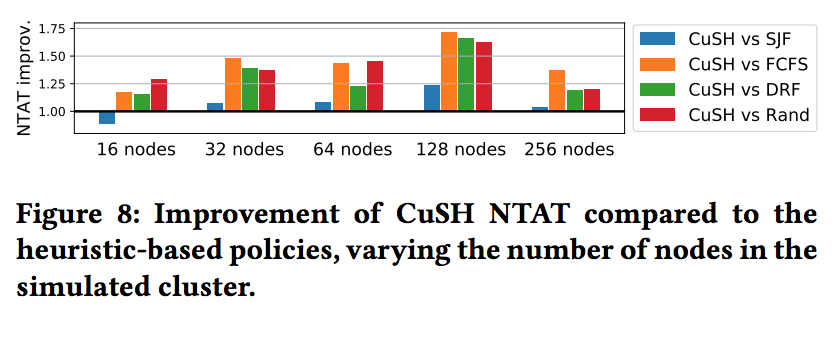 NTAT improv.
1.75
1.50
1.25
1.00
16 nodes
32 nodes
64 nodes
128 nodes
256 nodes
CuSH vs SJF
CuSH vs FCFS
CuSH vs DRF
CuSH vs Rand
Figure 8: Improvement of CuSH NTAT compared to the
heuristic-based policies, varying the number of nodes in the
simulated cluster.